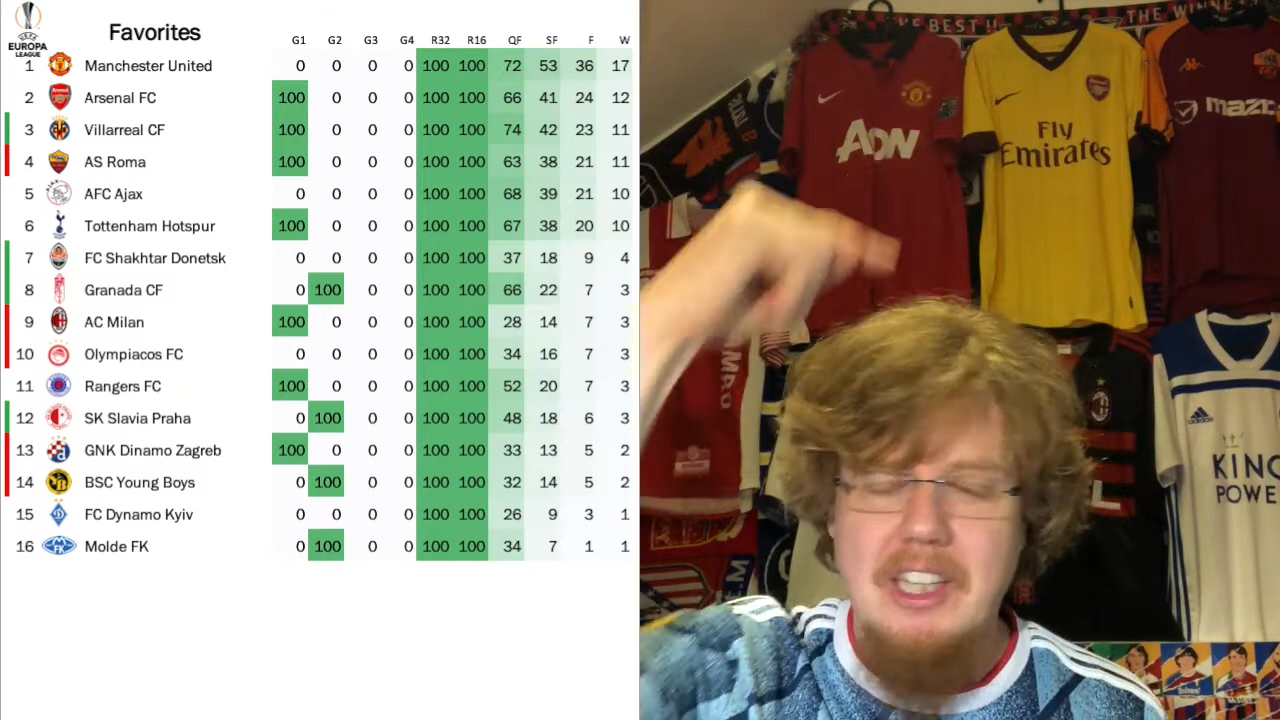 UEFA
EUROPA
LEAGUE
Favorites
G1 G2 G3 G4 R32 R16 QF SF F W
1 Manchester United 0 0 0 0 100 100 72 53 36 17
2 Arsenal FC 100 0 0 0 100 100 66 41 24 12
3 Villarreal CF 100 0 0 0 100 100 74 42 23 11
4 AS Roma 100 0 0 0 100 100 63 38 21 11
5 AFC Ajax 0 0 0 0 100 100 68 39 21 10
6 Tottenham Hotspur 100 0 0 0 100 100 67 38 20 10
7 FC Shakhtar Donetsk 0 0 0 0 100 100 37 18 9 4
8 Granada CF 0 100 0 0 100 100 66 22 7 3
9 AC Milan 100 0 0 0 100 100 28 14 7 3
10 Olympiacos FC 0 0 0 0 100 100 34 16 7 3
11 Rangers FC 100 0 0 0 100 100 52 20 7 3
12 SK Slavia Praha 0 100 0 0 100 100 48 18 6 3
13 GNK Dinamo Zagreb 100 0 0 0 100 100 33 13 5 2
14 BSC Young Boys 0 100 0 0 100 100 32 14 5 2
15 FC Dynamo Kyiv 0 0 0 0 100 100 26 9 3 1
16 Molde FK 0 100 0 0 100 100 34 7 1 1
THE BEST !!
THE WINNE
AON
Fly
Emirates
mazd
adidas
KING
POWE